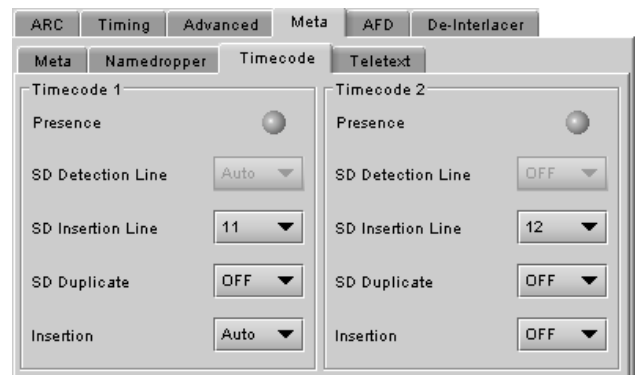 ARC Timing Advanced Meta AFD De-Interlacer
Meta Namedropper Timecode Teletext
Timecode 1 Timecode 2
Presence Presence
SD Detection Line Auto SD Detection Line OFF
SD Insertion Line 11 SD Insertion Line 12
SD Duplicate OFF SD Duplicate OFF
Insertion Auto Insertion OFF